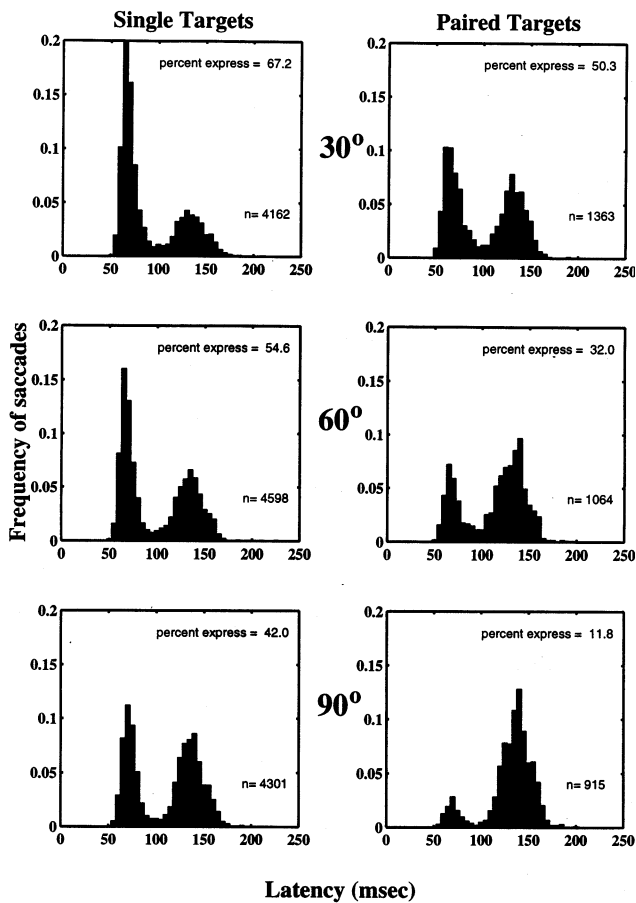 Single Targets
Paired Targets
0.2
0.15
0.1
0.05
0
percent express = 67.2
n= 4162
0 50 100 150 200 250
30°
0.2
0.15
0.1
0.05
0
percent express = 50.3
n= 1363
0 50 100 150 200 250
Frequency of saccades
0.2
0.15
0.1
0.05
0
percent express = 54.6
n= 4598
0 50 100 150 200 250
60°
0.2
0.15
0.1
0.05
0
percent express = 32.0
n= 1064
0 50 100 150 200 250
0.2
0.15
0.1
0.05
0
percent express = 42.0
n= 4301
0 50 100 150 200 250
90°
0.2
0.15
0.1
0.05
0
percent express = 11.8
n= 915
0 50 100 150 200 250
Latency (msec)